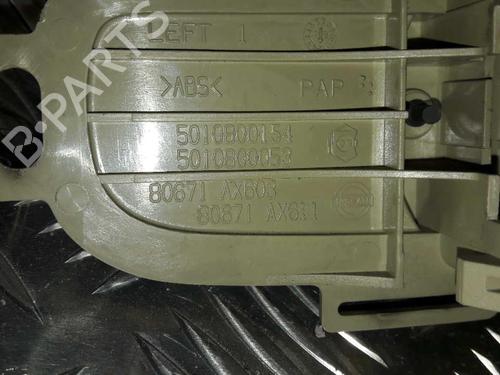 LEFT 1
>ABS< PAP
5010800154
5010800053
80671 AX603
80671 AX611
B-PARTS